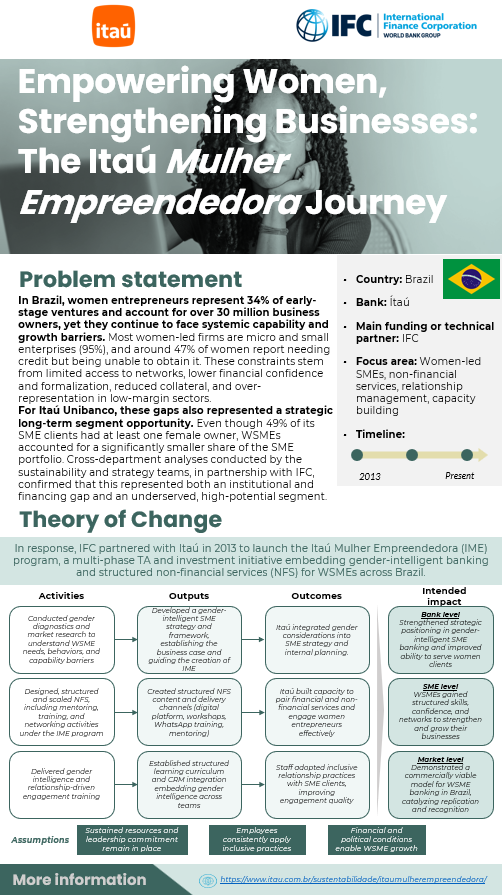 itaú
IFC
International
Finance Corporation
WORLD BANK GROUP
Empowering Women,
Strengthening Businesses:
The Itaú Mulher
Empreendedora Journey
Problem statement
In Brazil, women entrepreneurs represent 34% of early-
stage ventures and account for over 30 million business
owners, yet they continue to face systemic capability and
growth barriers. Most women-led firms are micro and small
enterprises (95%), and around 47% of women report needing
credit but being unable to obtain it. These constraints stem
from limited access to networks, lower financial confidence
and formalization, reduced collateral, and over-
representation in low-margin sectors.
For Itaú Unibanco, these gaps also represented a strategic
long-term segment opportunity. Even though 49% of its
SME clients had at least one female owner, WSMEs
accounted for a significantly smaller share of the SME
portfolio. Cross-department analyses conducted by the
sustainability and strategy teams, in partnership with IFC,
confirmed that this represented both an institutional and
financing gap and an underserved, high-potential segment.
• Country: Brazil
• Bank: Ítaú
• Main funding or technical
partner: IFC
• Focus area: Women-led
SMEs, non-financial
services, relationship
management, capacity
building
• Timeline:
2013
Present
Theory of Change
In response, IFC partnered with Itaú in 2013 to launch the Itaú Mulher Empreendedora (IME)
program, a multi-phase TA and investment initiative embedding gender-intelligent banking
and structured non-financial services (NFS) for WSMEs across Brazil.
Activities
Outputs
Outcomes
Intended
impact
Conducted gender
diagnostics and
market research to
understand WSME
needs, behaviors, and
capability barriers
Developed a gender-
intelligent SME
strategy and
framework,
establishing the
business case and
guiding the creation of
IME
Itaú integrated gender
considerations into
SME strategy and
internal planning.
Bank level
Strengthened strategic
positioning in gender-
intelligent SME
banking and improved
ability to serve women
clients
Designed, structured
and scaled NFS,
including mentoring,
training, and
networking activities
under the IME program
Created structured NFS
content and delivery
channels (digital
platform, workshops,
WhatsApp training,
mentoring)
Itaú built capacity to
pair financial and non-
financial services and
engage women
entrepreneurs
effectively
SME level
WSMEs gained
structured skills,
confidence, and
networks to strengthen
and grow their
businesses
Delivered gender
intelligence and
relationship-driven
engagement training
Established structured
learning curriculum
and CRM integration
embedding gender
intelligence across
teams
Staff adopted inclusive
relationship practices
with SME clients,
improving
engagement quality
Market level
Demonstrated a
commercially viable
model for WSME
banking in Brazil,
catalyzing replication
and recognition
Assumptions
Sustained resources and
leadership commitment
remain in place
Employees
consistently apply
inclusive practices
Financial and
political conditions
enable WSME growth
More information
https://www.itau.com.br/sustentabilidade/itaumulherempreendedora/